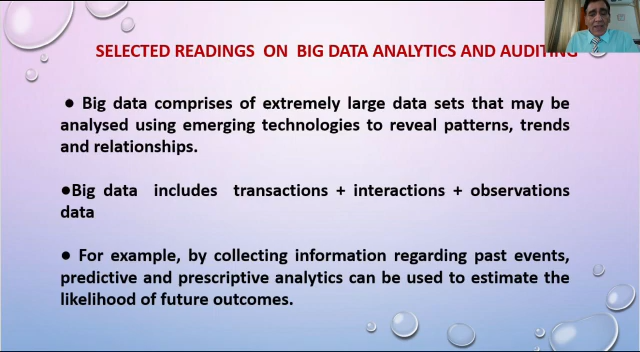 SELECTED READINGS ON BIG DATA ANALYTICS AND AUDITING
● Big data comprises of extremely large data sets that may be
analysed using emerging technologies to reveal patterns, trends
and relationships.
●Big data includes transactions + interactions + observations
data
● For example, by collecting information regarding past events,
predictive and prescriptive analytics can be used to estimate the
likelihood of future outcomes.